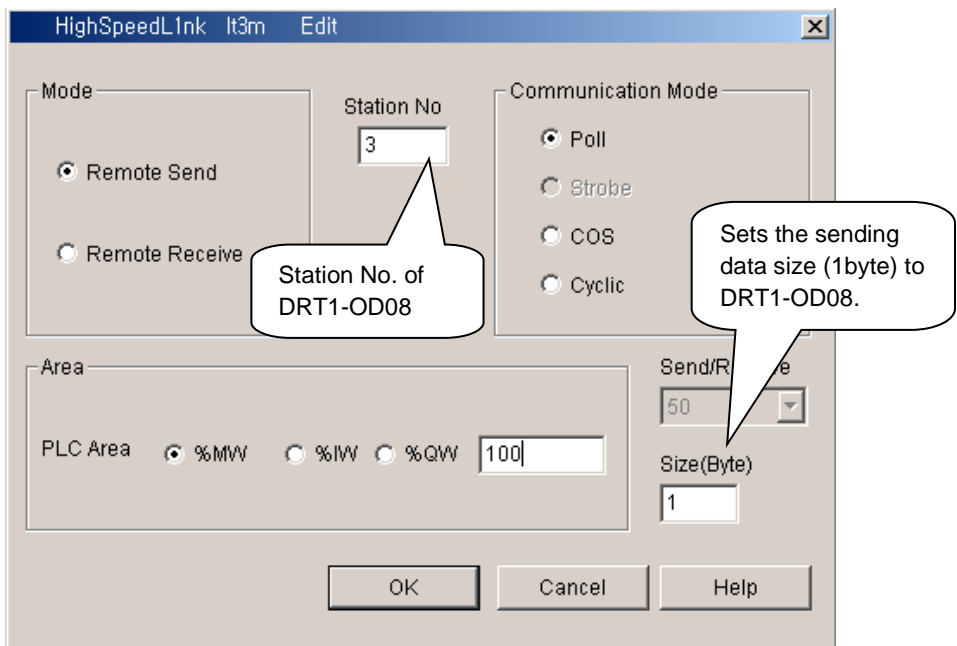 HighSpeedL1nk It3m Edit
Mode
Remote Send
Remote Receive
Station No
3
Station No. of
DRT1-OD08
Communication Mode
Poll
Strobe
COS
Cyclic
Sets the sending
data size (1byte) to
DRT1-OD08.
Area
PLC Area %MW %IW %QW 100
50
Size(Byte)
1
OK Cancel Help